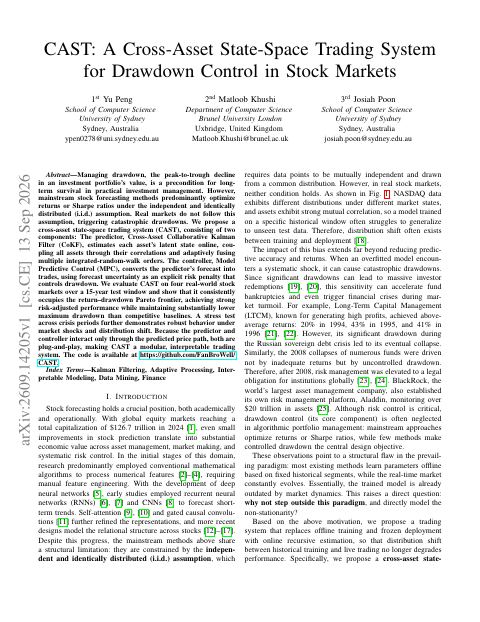 CAST: A Cross-Asset State-Space Trading System
for Drawdown Control in Stock Markets
1st Yu Peng
School of Computer Science
University of Sydney
Sydney, Australia
ypen0278@uni.sydney.edu.au
2nd Matloob Khushi
Department of Computer Science
Brunel University London
Uxbridge, United Kingdom
Matloob.Khushi@brunel.ac.uk
3rd Josiah Poon
School of Computer Science
University of Sydney
Sydney, Australia
josiah.poon@sydney.edu.au
arXiv:2609.14205v1 [cs.CE] 13 Sep 2026
Abstract—Managing drawdown, the peak-to-trough decline
in an investment portfolio's value, is a precondition for long-
term survival in practical investment management. However,
mainstream stock forecasting methods predominantly optimize
returns or Sharpe ratios under the independent and identically
distributed (i.i.d.) assumption. Real markets do not follow this
assumption, triggering catastrophic drawdowns. We propose a
cross-asset state-space trading system (CAST), consisting of two
components: The predictor, Cross-Asset Collaborative Kalman
Filter (CoKF), estimates each asset's latent state online, cou-
pling all assets through their correlations and adaptively fusing
multiple integrated-random-walk orders. The controller, Model
Predictive Control (MPC), converts the predictor's forecast into
trades, using forecast uncertainty as an explicit risk penalty that
controls drawdown. We evaluate CAST on four real-world stock
markets over a 15-year test window and show that it consistently
occupies the return–drawdown Pareto frontier, achieving strong
risk-adjusted performance while maintaining substantially lower
maximum drawdown than competitive baselines. A stress test
across crisis periods further demonstrates robust behavior under
market shocks and distribution shift. Because the predictor and
controller interact only through the predicted price path, both are
plug-and-play, making CAST a modular, interpretable trading
system. The code is available at https://github.com/FanBroWell/
CAST.
Index Terms—Kalman Filtering, Adaptive Processing, Inter-
pretable Modeling, Data Mining, Finance
I. INTRODUCTION
Stock forecasting holds a crucial position, both academically
and operationally. With global equity markets reaching a
total capitalization of $126.7 trillion in 2024 [1], even small
improvements in stock prediction translate into substantial
economic value across asset management, market making, and
systematic risk control. In the initial stages of this domain,
research predominantly employed conventional mathematical
algorithms to process numerical features [2]–[4], requiring
manual feature engineering. With the development of deep
neural networks [5], early studies employed recurrent neural
networks (RNNs) [6], [7] and CNNs [8] to forecast short-
term trends. Self-attention [9], [10] and gated causal convolu-
tions [11] further refined the representations, and more recent
designs model the relational structure across stocks [12]–[17].
Despite this progress, the mainstream methods above share
a structural limit: they are constrained by the indepen-
dent and identically distributed (i.i.d.) assumption, which
requires data points to be mutually independent and drawn
from a common distribution. However, in real stock markets,
neither condition holds. As shown in Fig. 1, NASDAQ data
exhibits different distributions under different market states,
and assets exhibit strong mutual correlation, so a model trained
on a specific historical window often struggles to generalize
to unseen test data. Therefore, distribution shift often exists
between training and deployment [18].
The impact of this bias extends far beyond reducing predic-
tive accuracy and returns. When an overfitted model encoun-
ters a systematic shock, it can cause catastrophic drawdowns.
Since significant drawdowns can lead to massive investor
redemptions [19], [20], this sensitivity can accelerate fund
bankruptcies and even trigger financial crises during mar-
ket turmoil. For example, Long-Term Capital Management
(LTCM), known for generating high profits, achieved above-
average returns: 20% in 1994, 43% in 1995, and 41% in
1996 [21], [22]. However, its significant drawdown during
the Russian sovereign debt crisis led to its eventual collapse.
Similarly, the 2008 collapses of numerous funds were driven
not by inadequate returns but by uncontrolled drawdown.
Therefore, after 2008, risk management was elevated to a legal
obligation for institutions globally [23], [24]. BlackRock, the
world's largest asset management company, also established
its own risk management platform, Aladdin, monitoring over
$20 trillion in assets [25]. Although risk control is critical,
drawdown control (its core component) is often neglected
in algorithmic portfolio management: mainstream approaches
optimize returns or Sharpe ratios, while few methods make
controlled drawdown the central design objective.
These observations point to a structural flaw in the prevail-
ing paradigm: most existing methods learn parameters offline
based on fixed historical segments, while the real-time market
constantly evolves. Essentially, the trained model is already
outdated by market dynamics. This raises a direct question:
why not step outside this paradigm, and directly model the
non-stationarity?
Based on the above motivation, we propose a trading
system that replaces offline training and frozen deployment
with online recursive estimation, so that distribution shift
between historical training and live trading no longer degrades
performance. Specifically, we propose a cross-asset state-